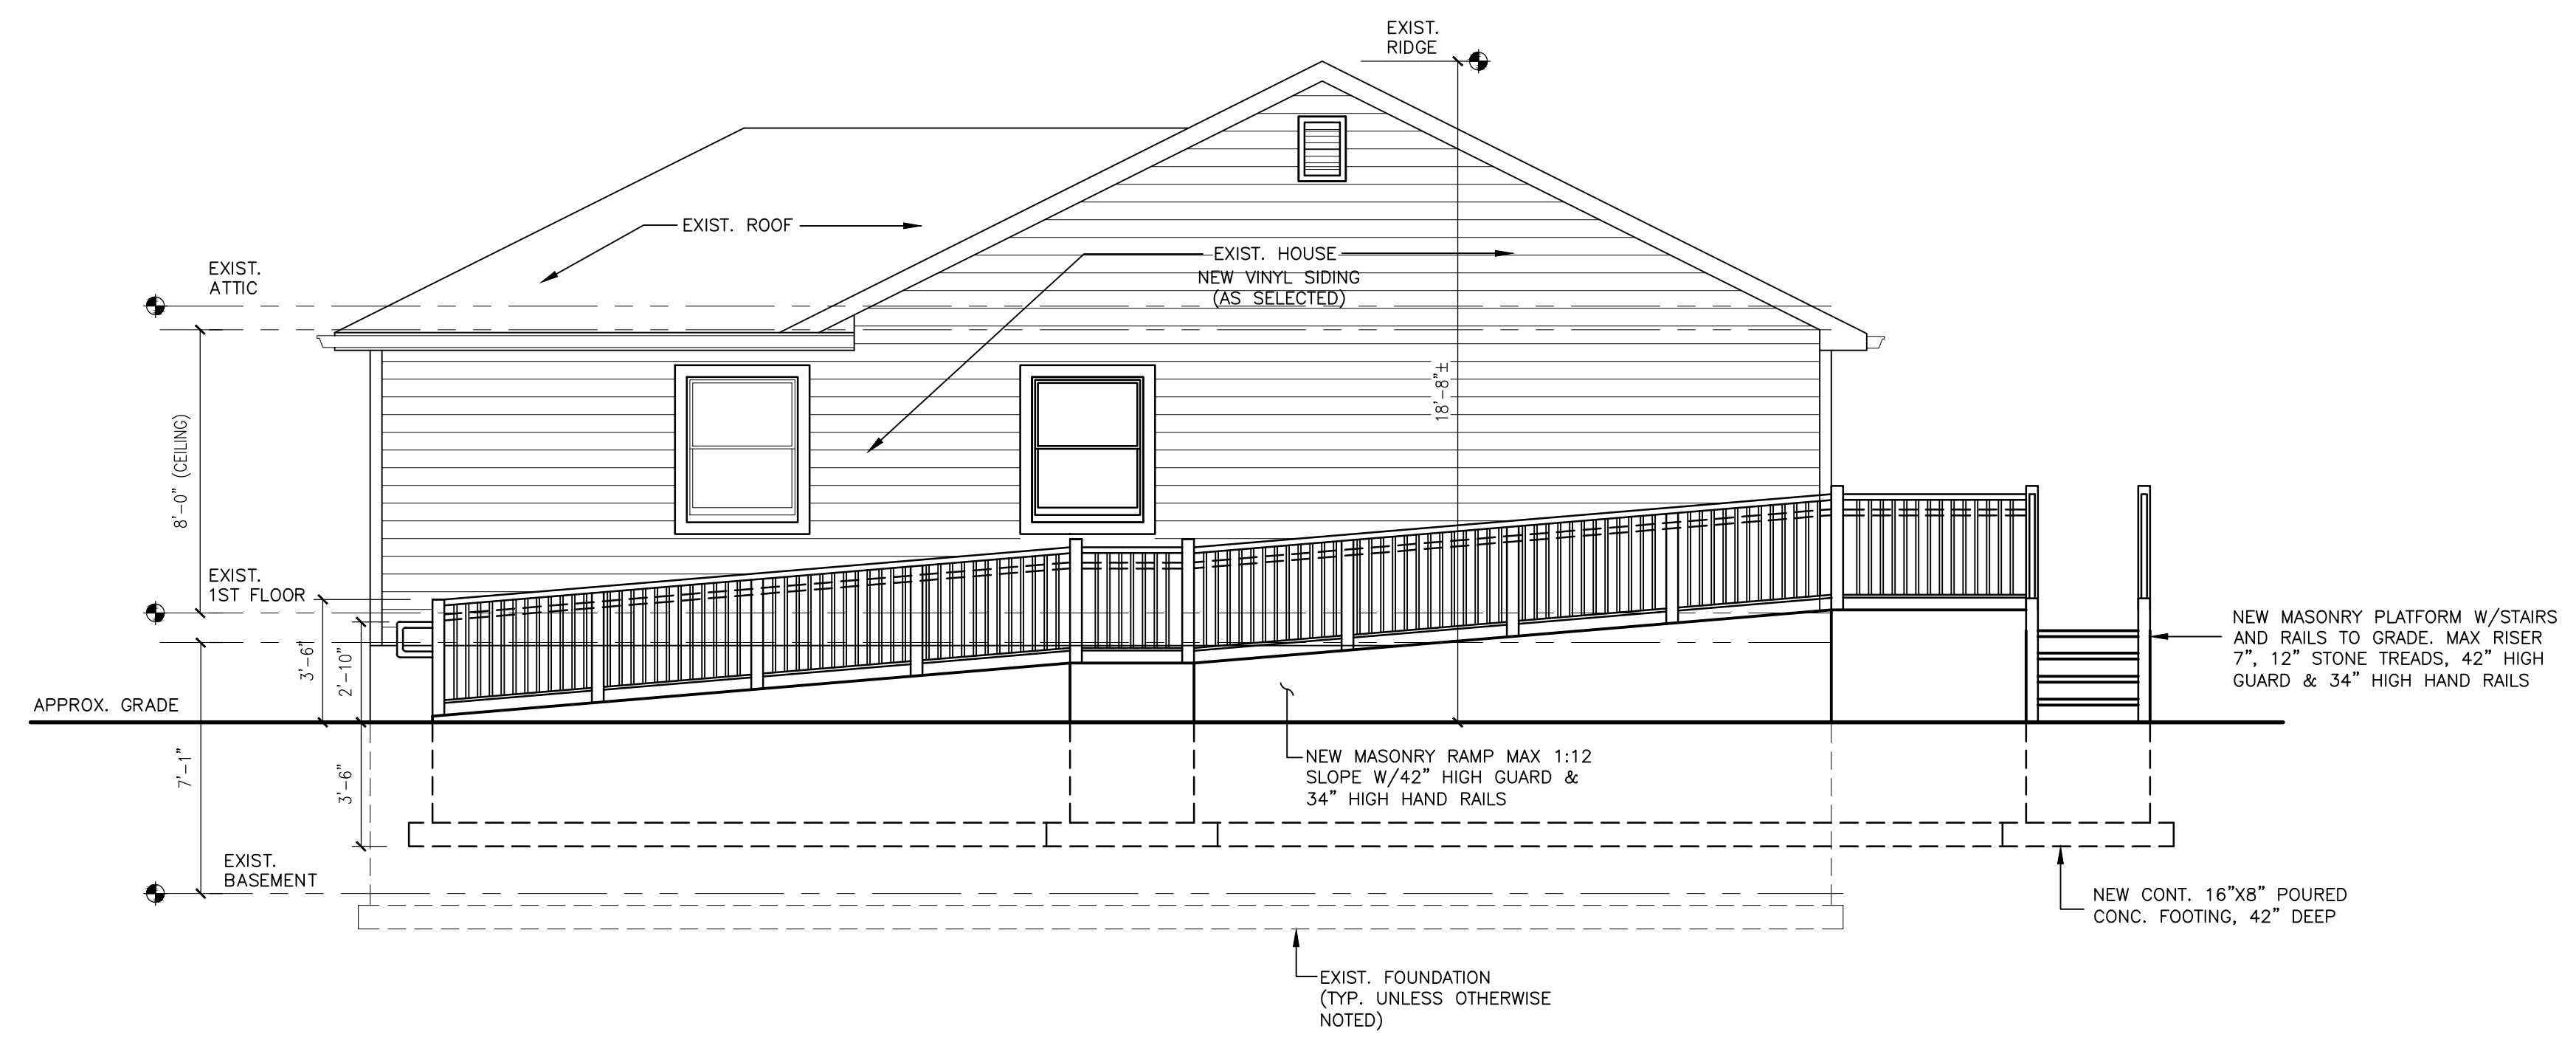 EXIST.
RIDGE
EXIST. ROOF
EXIST. HOUSE
NEW VINYL SIDING
(AS SELECTED)
EXIST.
ATTIC
18'-8"±
8'-0" (CEILING)
EXIST.
1ST FLOOR
3'-6"
2'-10"
APPROX. GRADE
7'-1"
3'-6"
NEW MASONRY PLATFORM W/STAIRS
AND RAILS TO GRADE. MAX RISER
7", 12" STONE TREADS, 42" HIGH
GUARD & 34" HIGH HAND RAILS
NEW MASONRY RAMP MAX 1:12
SLOPE W/42" HIGH GUARD &
34" HIGH HAND RAILS
EXIST.
BASEMENT
NEW CONT. 16"X8" POURED
CONC. FOOTING, 42" DEEP
EXIST. FOUNDATION
(TYP. UNLESS OTHERWISE
NOTED)